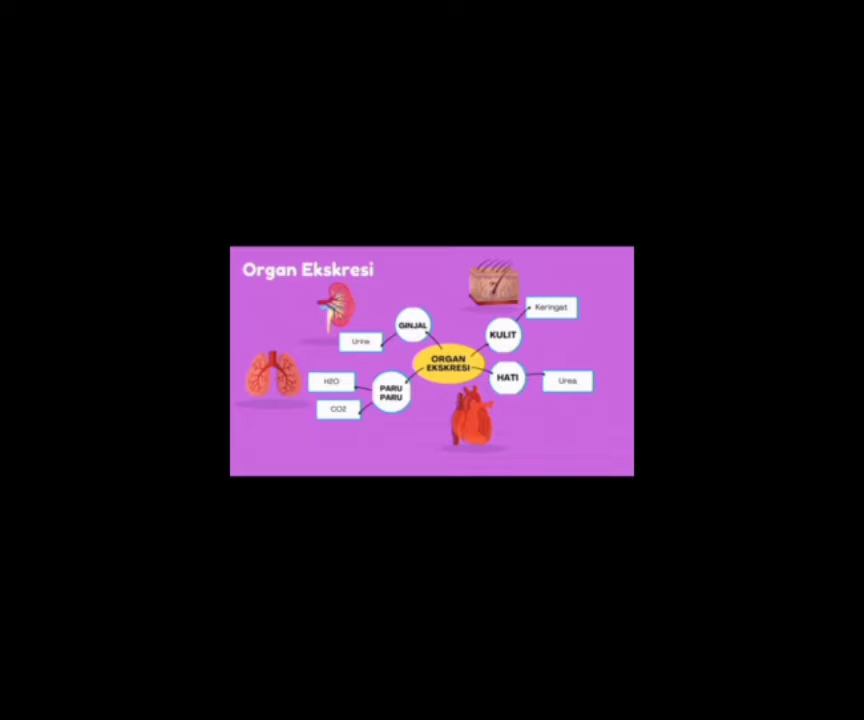 Organ Ekskresi
GINJAL
Urine
KULIT
Keringat
ORGAN
EKSKRESI
HATI
Urea
PARU
PARU
H2O
CO2